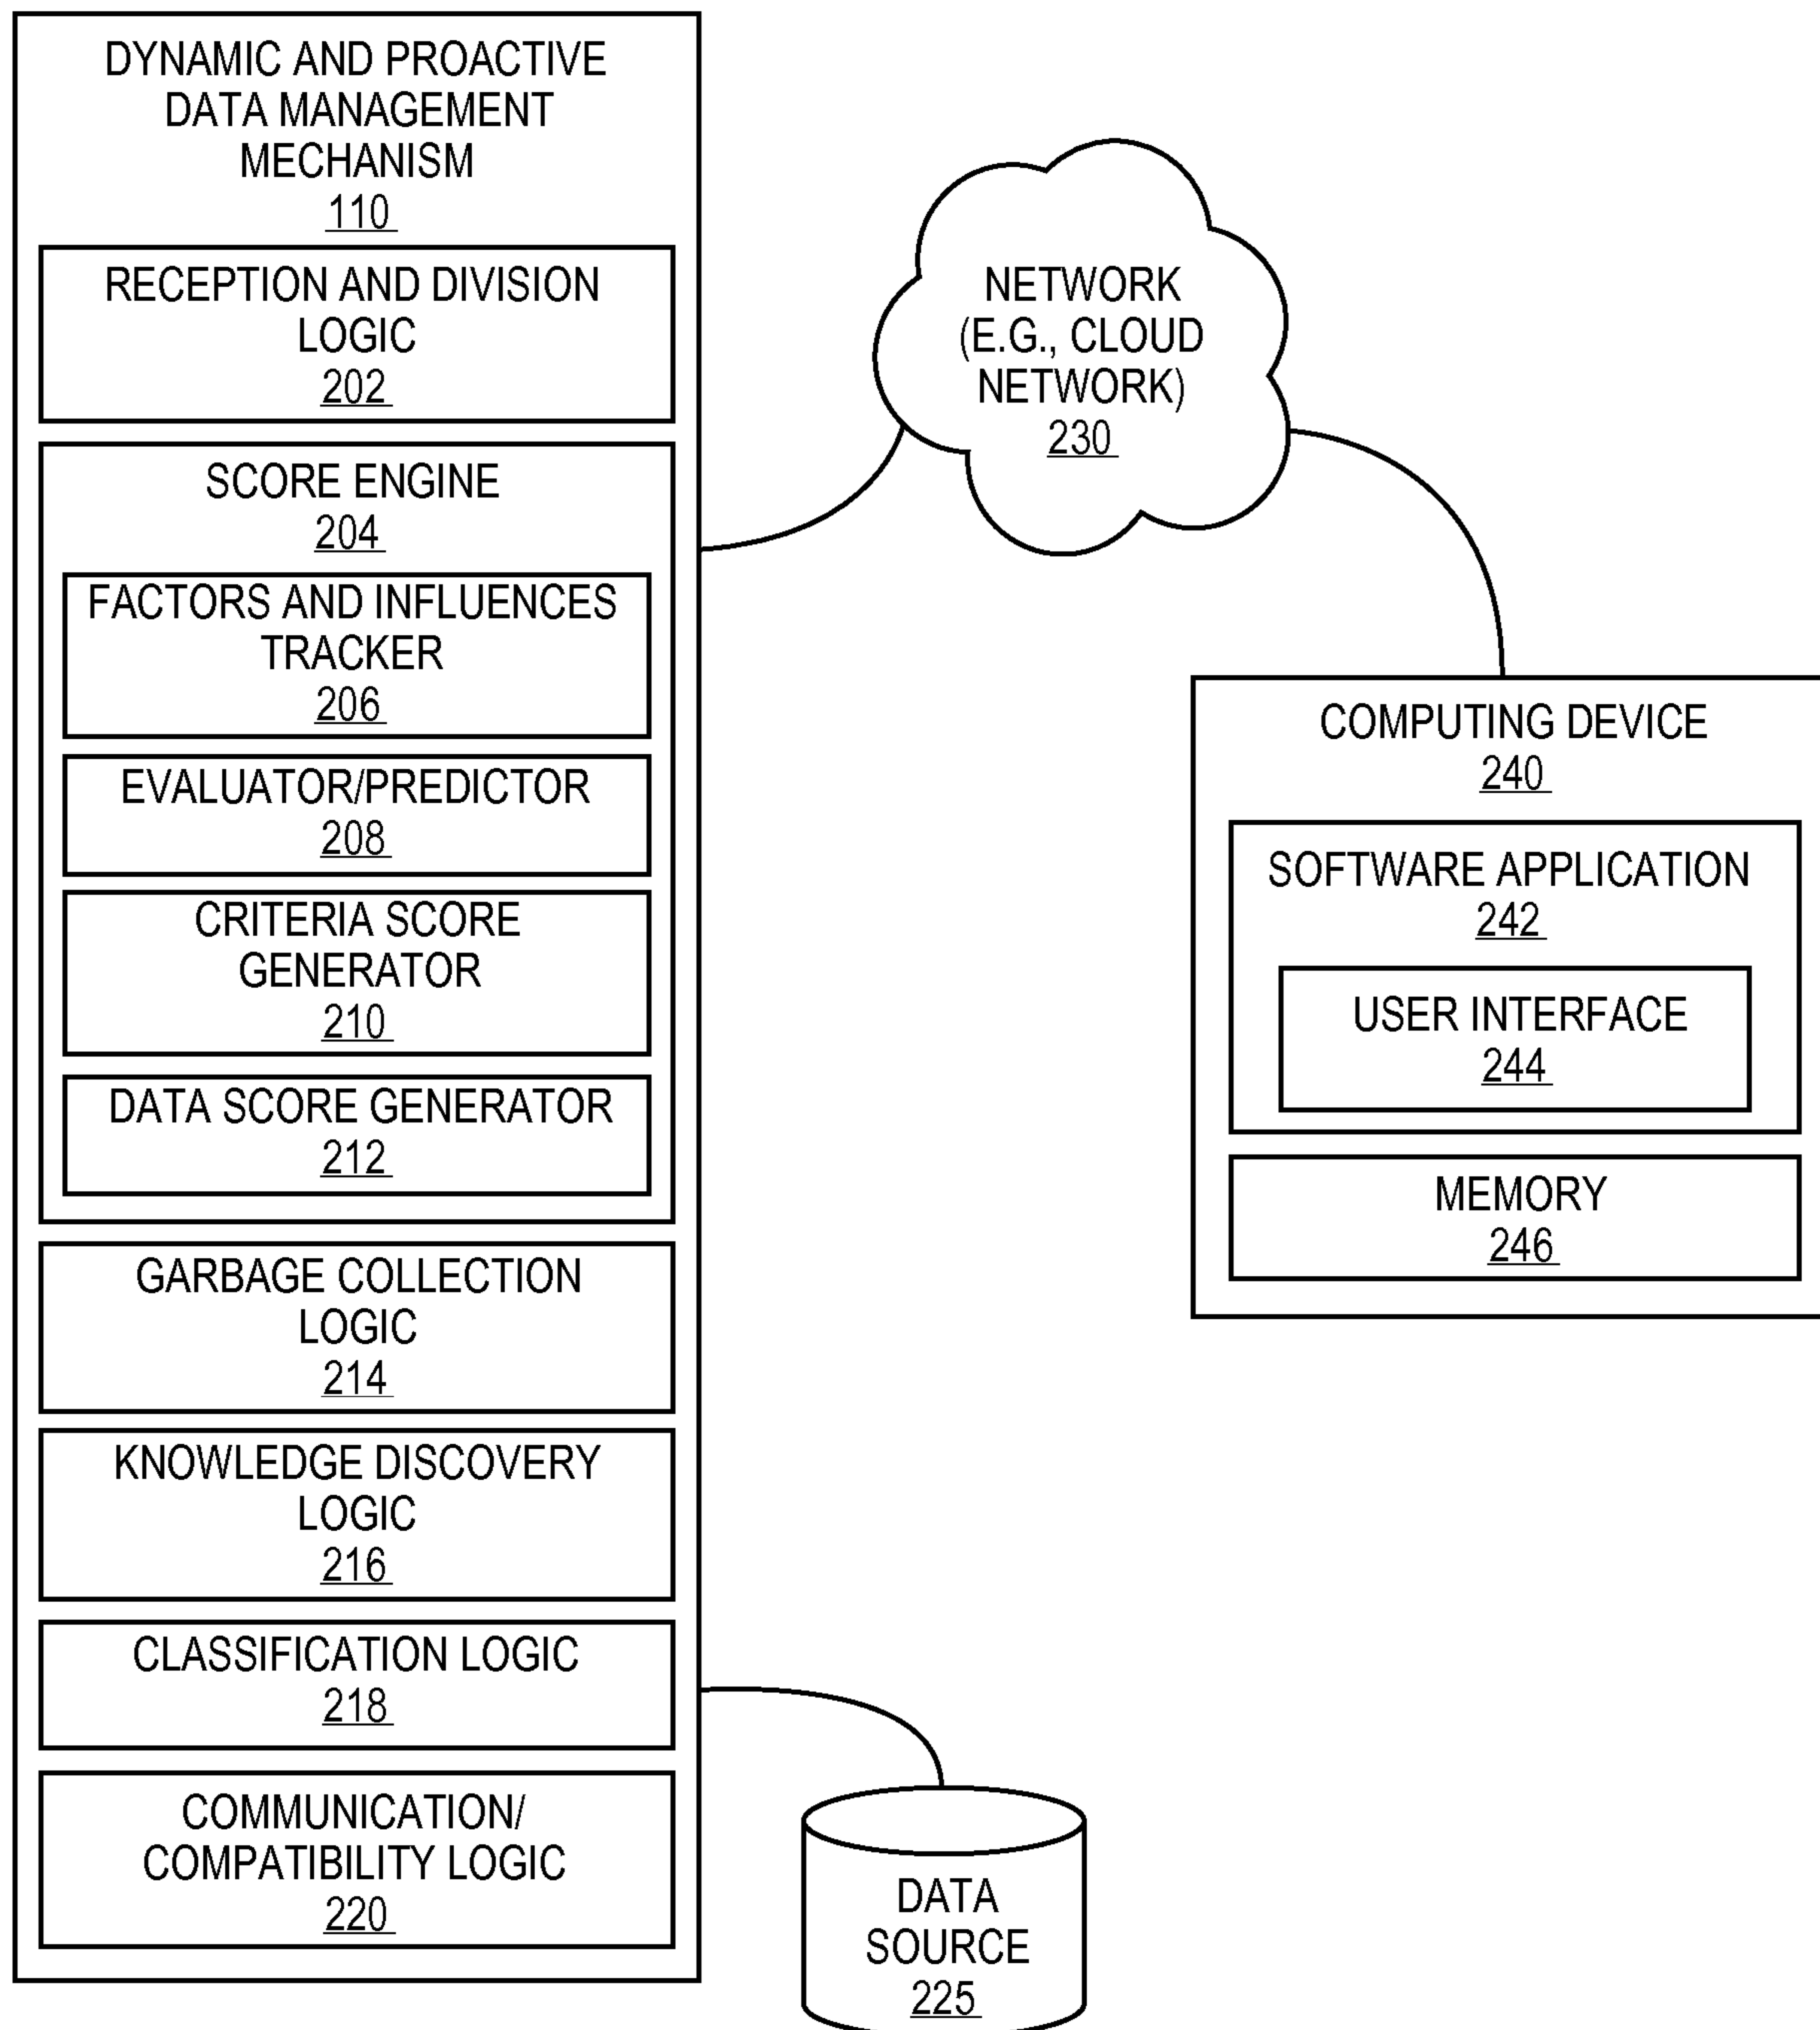 DYNAMIC AND PROACTIVE
DATA MANAGEMENT
MECHANISM
110
RECEPTION AND DIVISION
LOGIC
202
SCORE ENGINE
204
FACTORS AND INFLUENCES
TRACKER
206
EVALUATOR/PREDICTOR
208
CRITERIA SCORE
GENERATOR
210
DATA SCORE GENERATOR
212
GARBAGE COLLECTION
LOGIC
214
KNOWLEDGE DISCOVERY
LOGIC
216
CLASSIFICATION LOGIC
218
COMMUNICATION/
COMPATIBILITY LOGIC
220
NETWORK
(E.G., CLOUD
NETWORK)
230
COMPUTING DEVICE
240
SOFTWARE APPLICATION
242
USER INTERFACE
244
MEMORY
246
DATA
SOURCE
225